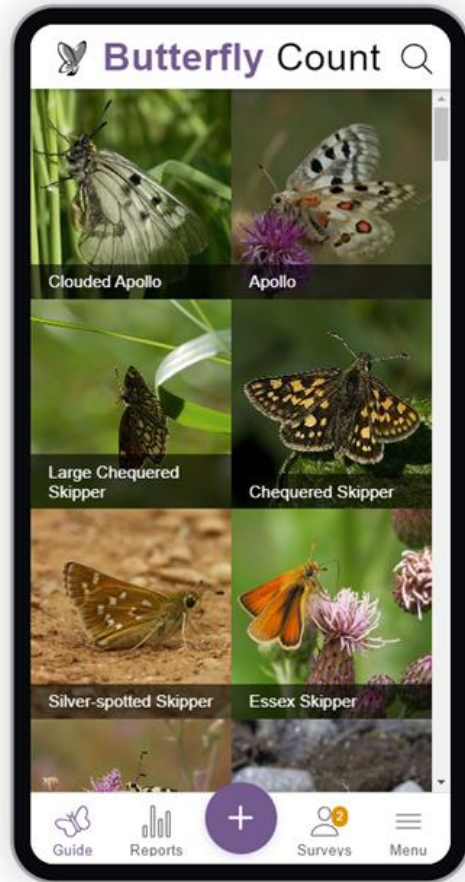 Butterfly Count
Clouded Apollo
Apollo
Large Chequered
Skipper
Chequered Skipper
Silver-spotted Skipper
Essex Skipper
+
2
Guide
Reports
Surveys
Menu